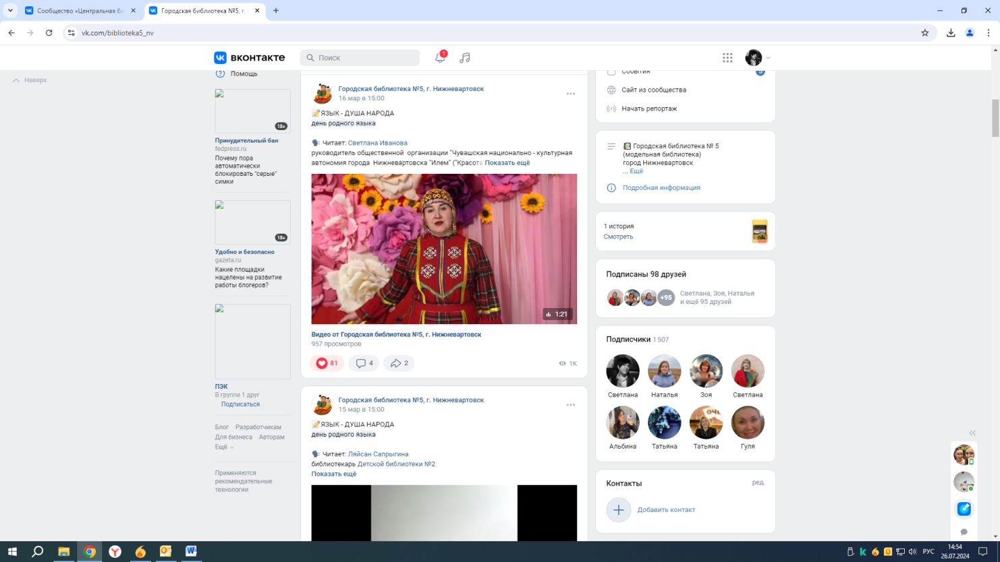 Сообщество «Центральная би
Городская библиотека №5, г. Н
vk.com/biblioteka5_nv
вконтакте
Поиск
1
Наверх
Помощь
18+
Принудительный бан
fedpress.ru
Почему пора
автоматически
блокировать "серые"
симки
18+
Удобно и безопасно
gazeta.ru
Какие площадки
нацелены на развитие
работы блогеров?
ПЭК
В группе 1 друг
Подписаться
Блог Разработчикам
Для бизнеса Авторам
Ещё
Применяются
рекомендательные
технологии
Городская библиотека №5, г. Нижневартовск
16 мар в 15:00
ЯЗЫК - ДУША НАРОДА
день родного языка
Читает: Светлана Иванова
руководитель общественной организации "Чувашская национально - культурная
автономия города Нижневартовска "Илем" ("Красота Показать ещё
1:21
Видео от Городская библиотека №5, г. Нижневартовск
957 просмотров
81 4 2 1K
Городская библиотека №5, г. Нижневартовск
15 мар в 15:00
ЯЗЫК - ДУША НАРОДА
день родного языка
Читает: Ляйсан Сапрыгина
библиотекарь Детской библиотеки №2
Показать ещё
События
Сайт из сообщества
Начать репортаж
Городская библиотека № 5
(модельная библиотека)
город Нижневартовск
... Ещё
Подробная информация
1 история
Смотреть
Подписаны 98 друзей
+95
Светлана, Зоя, Наталья
и ещё 95 друзей
Подписчики 1 507
Светлана Наталья Зоя Светлана
Альбина Татьяна Татьяна Гуля
Контакты ред.
Добавить контакт
РУС
14:54
26.07.2024